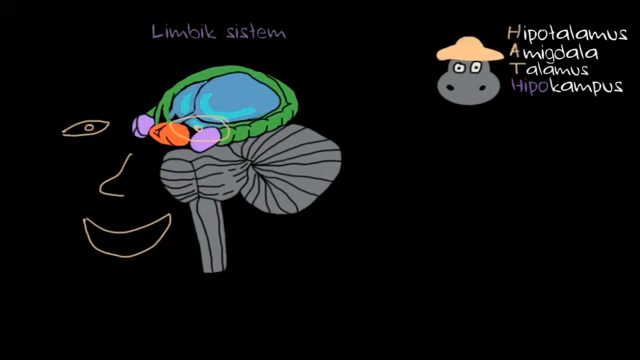 Limbik sistem
Hipotalamus
Amigdala
Talamus
Hipokampus